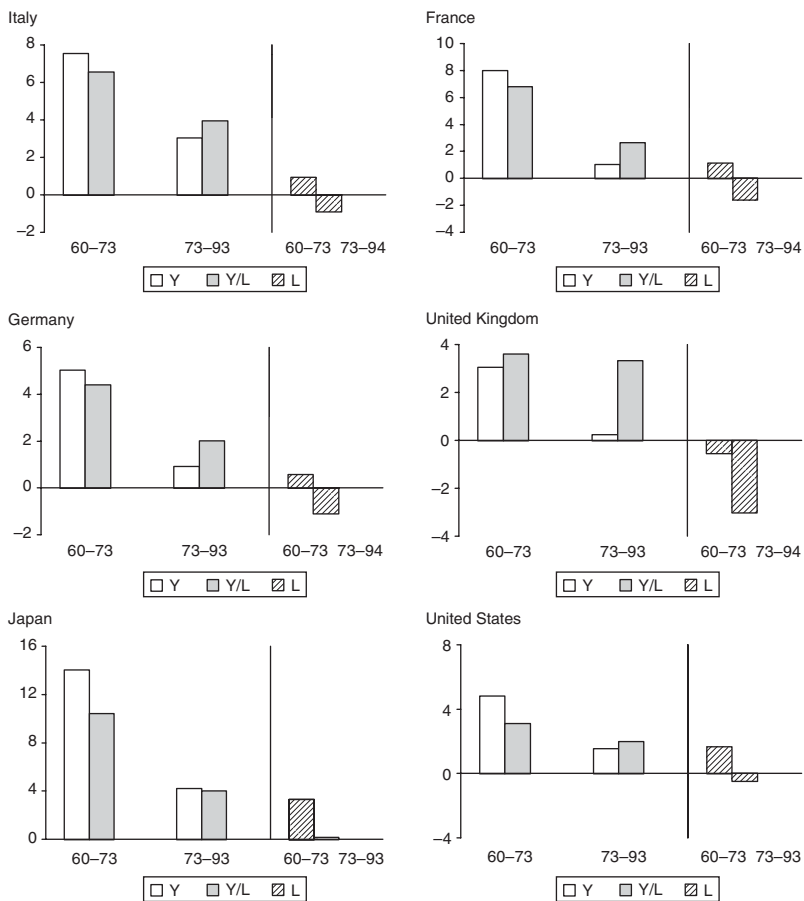 Italy
8
6
4
2
0
–2
60–73 73–93 60–73 73–94
Y Y/L L
France
10
8
6
4
2
0
–2
–4
60–73 73–93 60–73 73–94
Y Y/L L
Germany
6
4
2
0
–2
60–73 73–93 60–73 73–94
Y Y/L L
United Kingdom
4
2
0
–2
–4
60–73 73–93 60–73 73–94
Y Y/L L
Japan
16
12
8
4
0
60–73 73–93 60–73 73–93
Y Y/L L
United States
8
4
0
–4
60–73 73–93 60–73 73–93
Y Y/L L